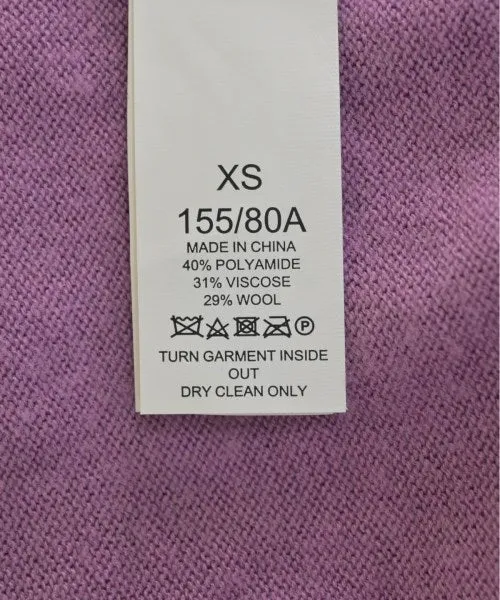 XS
155/80A
MADE IN CHINA
40% POLYAMIDE
31% VISCOSE
29% WOOL
P
TURN GARMENT INSIDE
OUT
DRY CLEAN ONLY